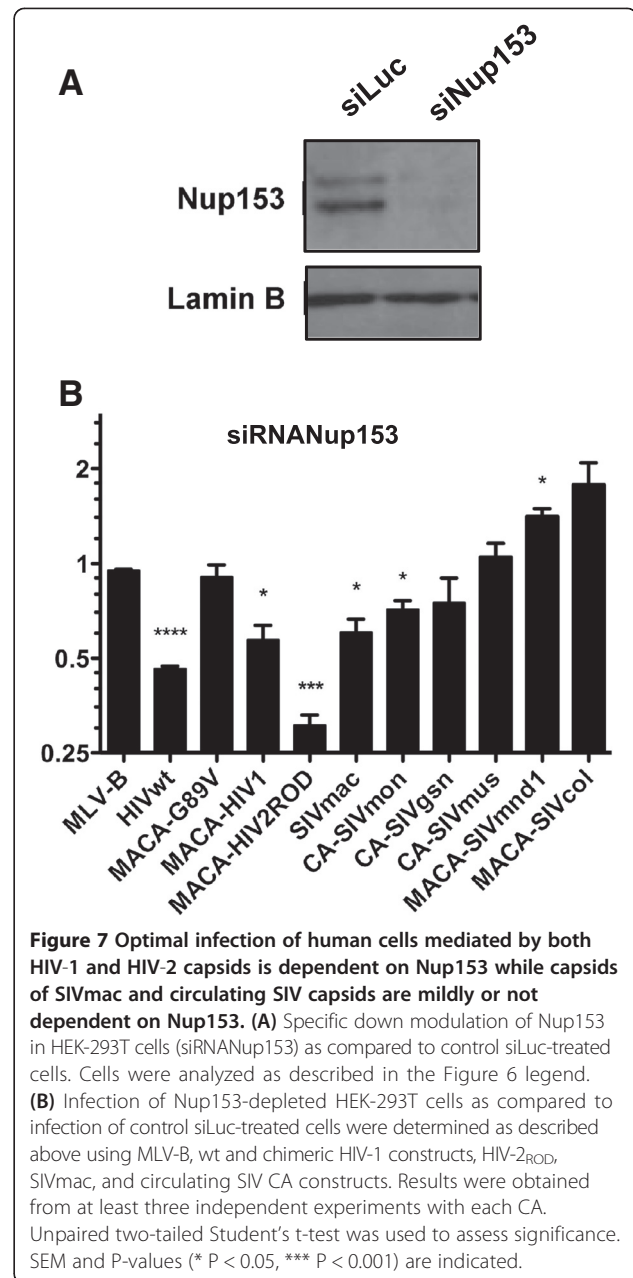 A
siLuc
siNup153
Nup153
Lamin B
B
siRNANup153
2
1
0.5
0.25
****
*
***
*
*
*
MLV-B
HIVwt
MACA-G89V
MACA-HIV1
MACA-HIV2ROD
SIVmac
CA-SIVmon
CA-SIVgsn
CA-SIVmus
MACA-SIVmnd1
MACA-SIVcol
Figure 7 Optimal infection of human cells mediated by both
HIV-1 and HIV-2 capsids is dependent on Nup153 while capsids
of SIVmac and circulating SIV capsids are mildly or not
dependent on Nup153. (A) Specific down modulation of Nup153
in HEK-293T cells (siRNANup153) as compared to control siLuc-treated
cells. Cells were analyzed as described in the Figure 6 legend.
(B) Infection of Nup153-depleted HEK-293T cells as compared to
infection of control siLuc-treated cells were determined as described
above using MLV-B, wt and chimeric HIV-1 constructs, HIV-2ROD,
SIVmac, and circulating SIV CA constructs. Results were obtained
from at least three independent experiments with each CA.
Unpaired two-tailed Student's t-test was used to assess significance.
SEM and P-values (* P < 0.05, *** P < 0.001) are indicated.